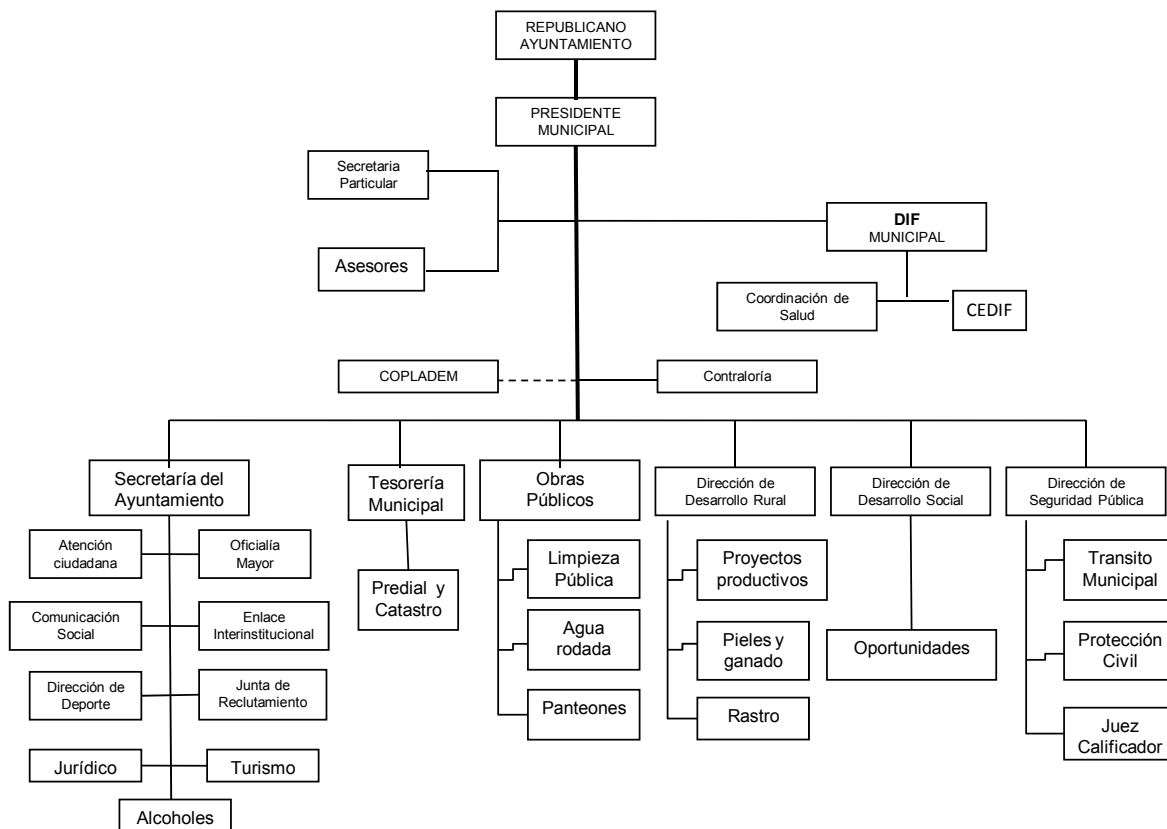 REPUBLICANO
AYUNTAMIENTO
PRESIDENTE
MUNICIPAL
Secretaria
Particular
DIF
MUNICIPAL
Asesores
Coordinación de
Salud
CEDIF
COPLADEM
Contraloría
Secretaría del
Ayuntamiento
Tesorería
Municipal
Obras
Públicos
Dirección de
Desarrollo Rural
Dirección de
Desarrollo Social
Dirección de
Seguridad Pública
Atención
ciudadana
Oficialía
Mayor
Comunicación
Social
Enlace
Interinstitucional
Dirección de
Deporte
Junta de
Reclutamiento
Jurídico
Turismo
Alcoholes
Predial y
Catastro
Limpieza
Pública
Agua
rodada
Panteones
Proyectos
productivos
Pieles y
ganado
Rastro
Oportunidades
Transito
Municipal
Protección
Civil
Juez
Calificador